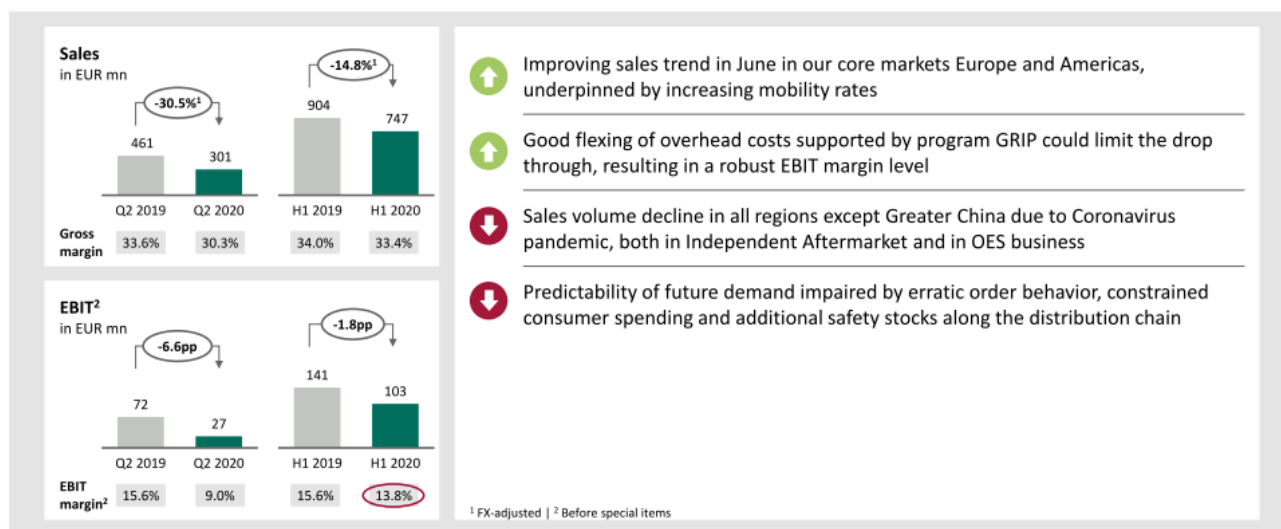 Sales
in EUR mn
-30.5%¹
-14.8%¹
461
301
904
747
Q2 2019
Q2 2020
H1 2019
H1 2020
Gross
margin
33.6%
30.3%
34.0%
33.4%
EBIT²
in EUR mn
-6.6pp
-1.8pp
72
27
141
103
Q2 2019
Q2 2020
H1 2019
H1 2020
EBIT
margin²
15.6%
9.0%
15.6%
13.8%
Improving sales trend in June in our core markets Europe and Americas,
underpinned by increasing mobility rates
Good flexing of overhead costs supported by program GRIP could limit the drop
through, resulting in a robust EBIT margin level
Sales volume decline in all regions except Greater China due to Coronavirus
pandemic, both in Independent Aftermarket and in OES business
Predictability of future demand impaired by erratic order behavior, constrained
consumer spending and additional safety stocks along the distribution chain
¹ FX-adjusted | ² Before special items